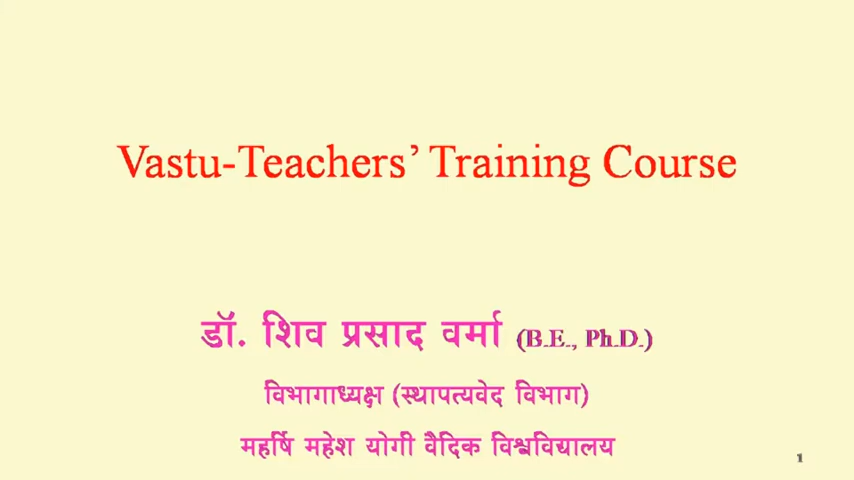 Vastu-Teachers’ Training Course
डॉ. शिव प्रसाद वर्मा (B.E., Ph.D.)
विभागाध्यक्ष (स्थापत्यवेद विभाग)
महर्षि महेश योगी वैदिक विश्वविद्यालय
1